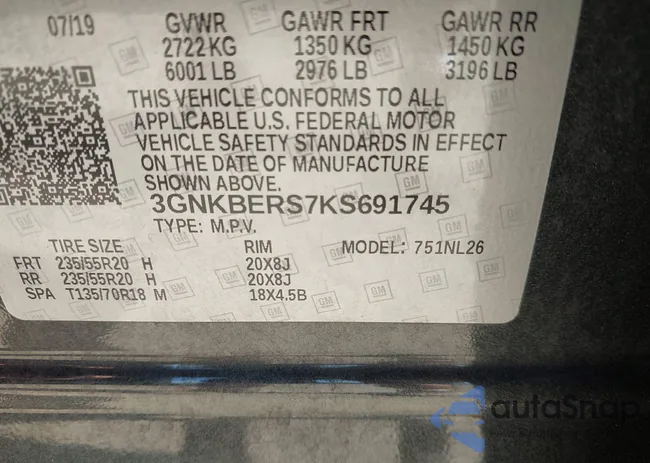 07/19 GVWR GAWR FRT GAWR RR
2722 KG 1350 KG 1450 KG
6001 LB 2976 LB 3196 LB
THIS VEHICLE CONFORMS TO ALL
APPLICABLE U.S. FEDERAL MOTOR
VEHICLE SAFETY STANDARDS IN EFFECT
ON THE DATE OF MANUFACTURE
SHOWN ABOVE.
3GNKBERS7KS691745
TYPE: M.P.V.
TIRE SIZE RIM MODEL: 751NL26
FRT 235/55R20 H 20X8J
RR 235/55R20 H 20X8J
SPA T135/70R18 M 18X4.5B
autoSnap